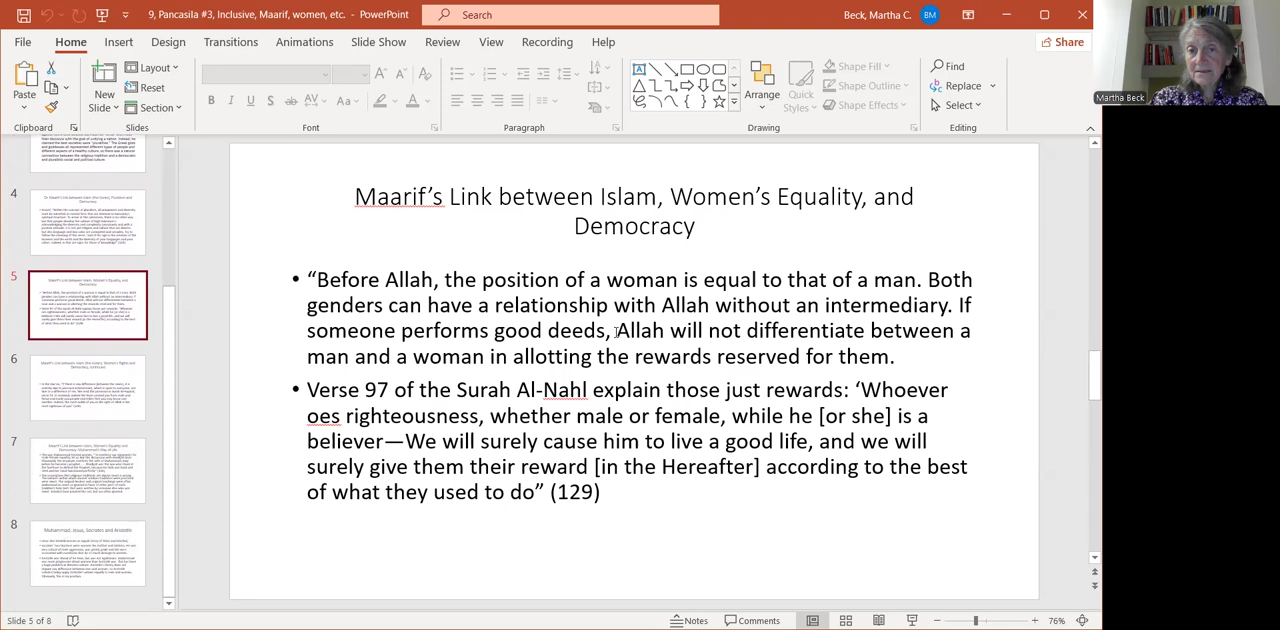 9, Pancasila #3, Inclusive, Maarif, women, etc. - PowerPoint
Search
Beck, Martha C.
BM
File
Home
Insert
Design
Slide Show
Transitions
Animations
Review
View
Recording
Help
Share
Paste
New
Slide
Layout
Reset
Section
Shape Fill
Shape Outline
Shape Effects
Arrange
Quick
Styles
Find
Replace
Select
Clipboard
Slides
Font
Paragraph
Drawing
Editing
Martha Beck
4
5
6
7
8
Muhammad, Jesus, Socrates and Aristotle
Maarif’s Link between Islam, Women’s Equality, and
Democracy
• “Before Allah, the position of a woman is equal to that of a man. Both
genders can have a relationship with Allah without an intermediary. If
someone performs good deeds, Allah will not differentiate between a
man and a woman in allotting the rewards reserved for them.
• Verse 97 of the Surah Al-Nahl explain those just rewards: ‘Whoever
oes righteousness, whether male or female, while he [or she] is a
believer—We will surely cause him to live a good life, and we will
surely give them their reward [in the Hereafter] according to the best
of what they used to do” (129)
Slide 5 of 8
Notes
Comments
76%